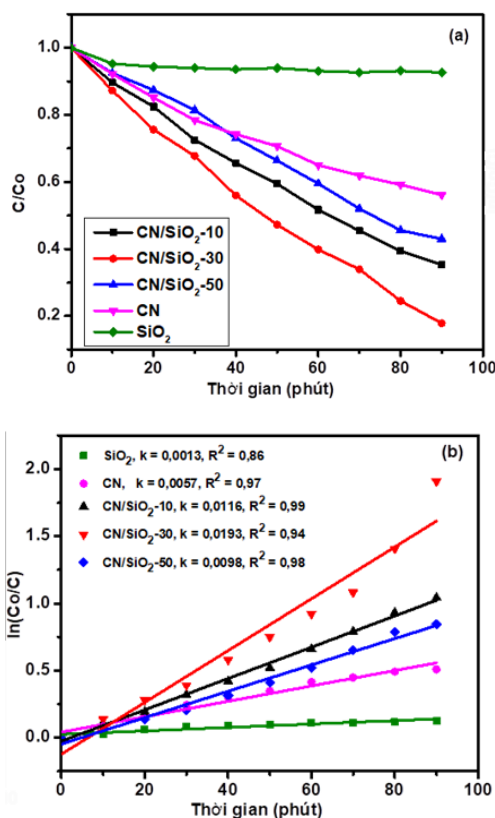 (a)
1.0
0.8
0.6
0.4
0.2
C/Co
CN/SiO₂-10
CN/SiO₂-30
CN/SiO₂-50
CN
SiO₂
0 20 40 60 80 100
Thời gian (phút)
(b)
2.0
1.5
1.0
0.5
0.0
ln(Co/C)
SiO₂, k = 0,0013, R² = 0,86
CN, k = 0,0057, R² = 0,97
CN/SiO₂-10, k = 0,0116, R² = 0,99
CN/SiO₂-30, k = 0,0193, R² = 0,94
CN/SiO₂-50, k = 0,0098, R² = 0,98
0 20 40 60 80 100
Thời gian (phút)